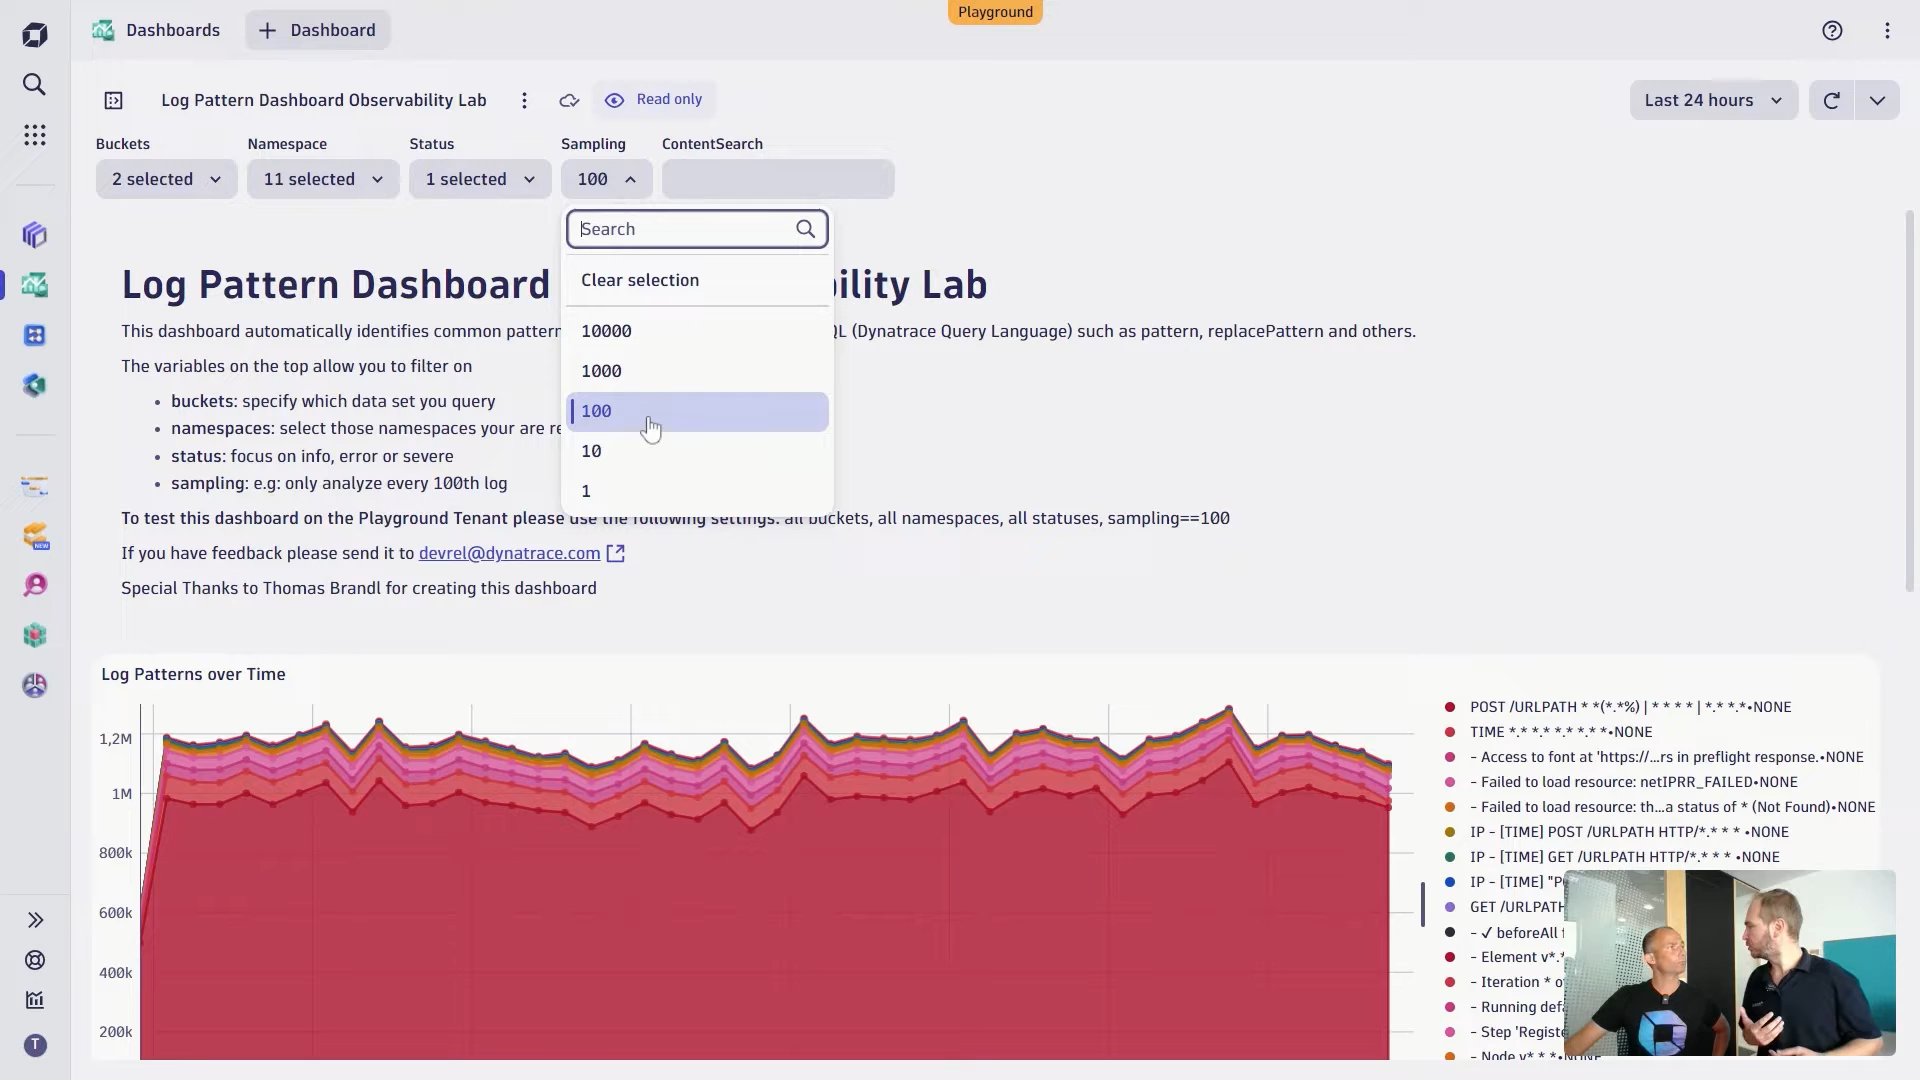 Playground
Dashboards
Dashboard
Log Pattern Dashboard Observability Lab
Read only
Last 24 hours
Buckets
Namespace
Status
Sampling
ContentSearch
2 selected
11 selected
1 selected
100
Search
Clear selection
10000
1000
100
10
1
Log Pattern Dashboard
ility Lab
This dashboard automatically identifies common pattern
QL (Dynatrace Query Language) such as pattern, replacePattern and others.
The variables on the top allow you to filter on
• buckets: specify which data set you query
• namespaces: select those namespaces your are re
• status: focus on info, error or severe
• sampling: e.g: only analyze every 100th log
To test this dashboard on the Playground Tenant please use the following settings: all buckets, all namespaces, all statuses, sampling==100
If you have feedback please send it to devrel@dynatrace.com
Special Thanks to Thomas Brandl for creating this dashboard
NEW
Log Patterns over Time
1,2M
1M
800k
600k
400k
200k
POST /URLPATH * *(*.*%) | * * * * | *.* *.*•NONE
TIME *.* *.* *.* *.* *•NONE
- Access to font at 'https://...rs in preflight response.•NONE
- Failed to load resource: netIPRR_FAILED•NONE
- Failed to load resource: th...a status of * (Not Found)•NONE
IP - [TIME] POST /URLPATH HTTP/*.* * * •NONE
IP - [TIME] GET /URLPATH HTTP/*.* * * •NONE
IP - [TIME] "P
GET /URLPATH
- ✓ beforeAll
- Element v*.*
- Iteration * o
- Running def
- Step 'Registe
- Node v* * *•NONE
T